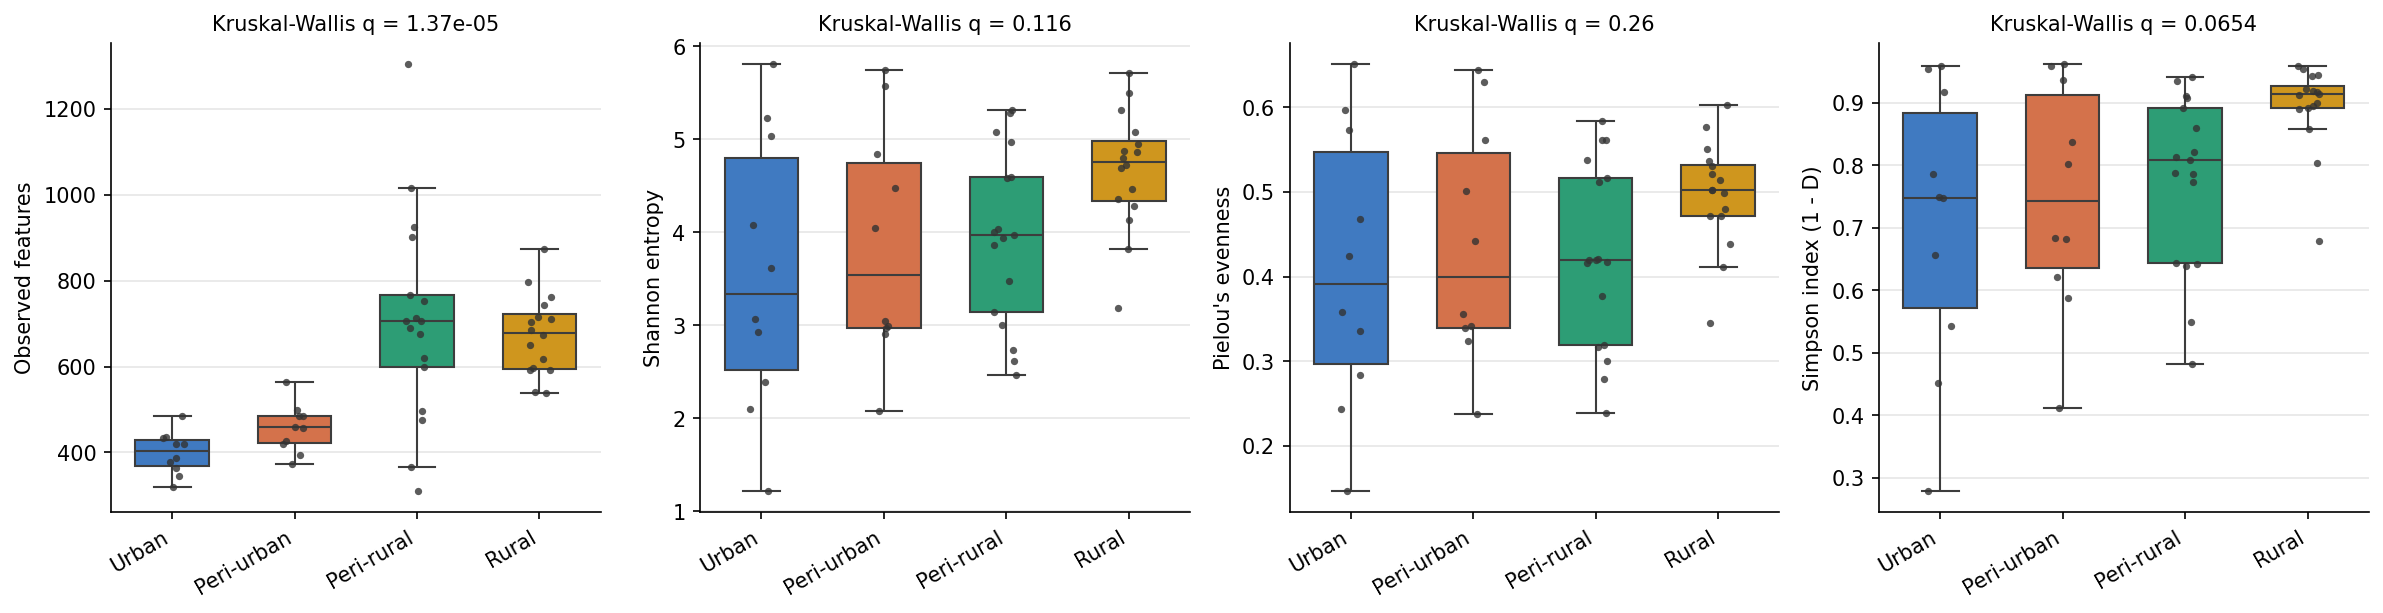 Kruskal-Wallis q = 1.37e-05
Observed features
1200
1000
800
600
400
Urban
Peri-urban
Peri-rural
Rural
Kruskal-Wallis q = 0.116
Shannon entropy
6
5
4
3
2
1
Urban
Peri-urban
Peri-rural
Rural
Kruskal-Wallis q = 0.26
Pielou's evenness
0.6
0.5
0.4
0.3
0.2
Urban
Peri-urban
Peri-rural
Rural
Kruskal-Wallis q = 0.0654
Simpson index (1 - D)
0.9
0.8
0.7
0.6
0.5
0.4
0.3
Urban
Peri-urban
Peri-rural
Rural